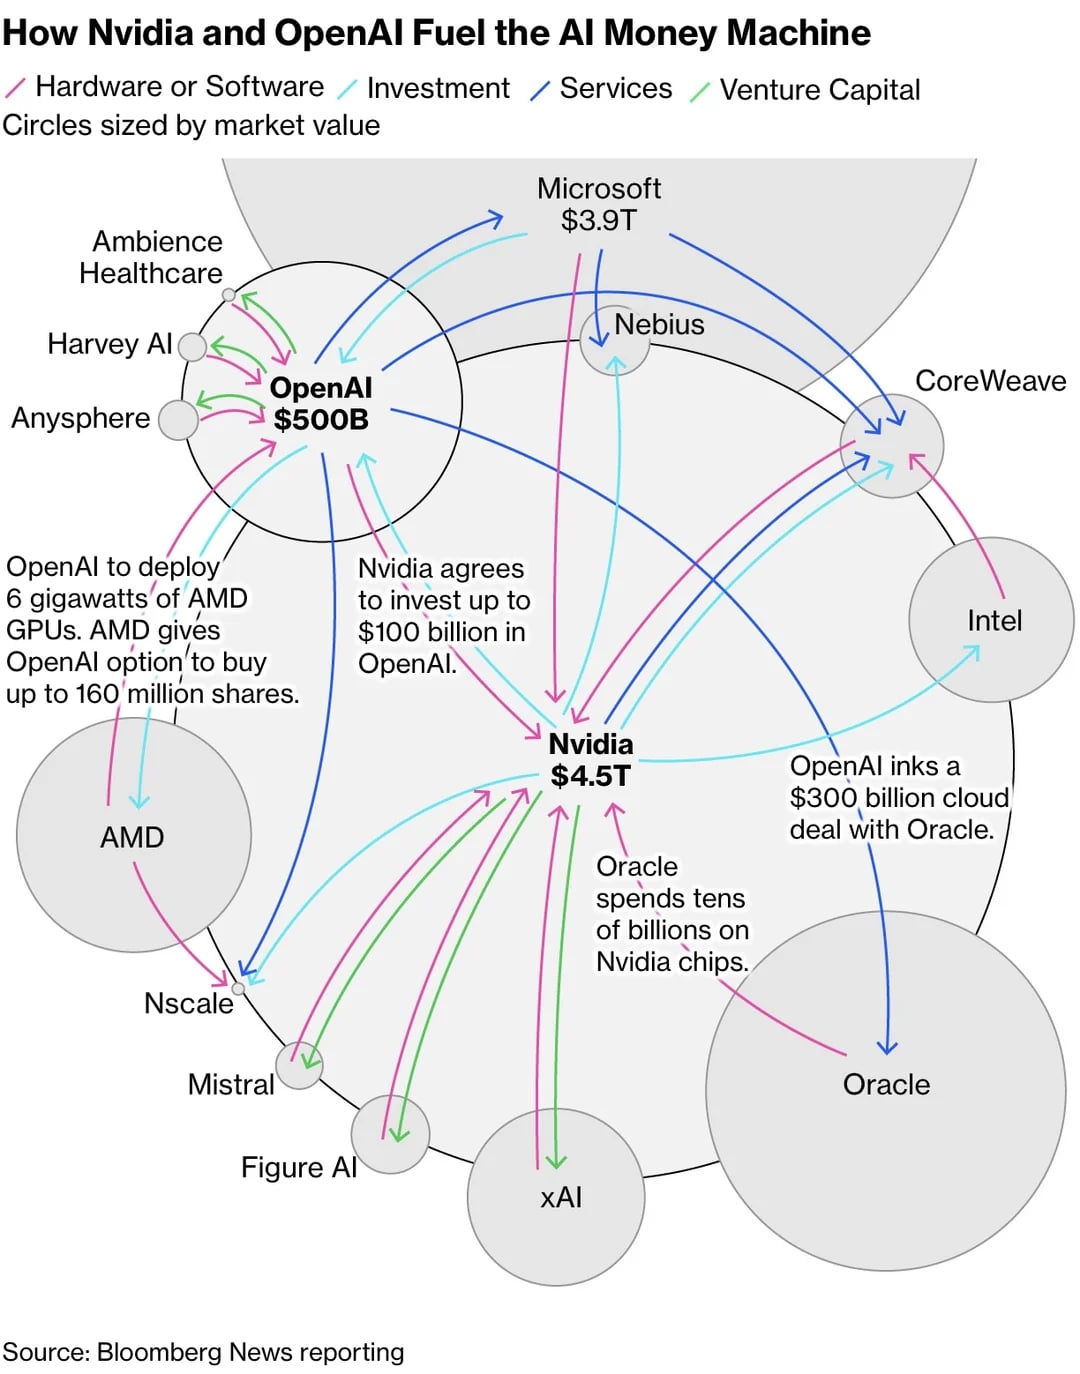 How Nvidia and OpenAI Fuel the AI Money Machine
Hardware or Software Investment Services Venture Capital
Circles sized by market value
Microsoft
$3.9T
Ambience
Healthcare
Nebius
Harvey AI
CoreWeave
OpenAI
$500B
Anysphere
OpenAI to deploy
6 gigawatts of AMD
GPUs. AMD gives
OpenAI option to buy
up to 160 million shares.
Nvidia agrees
to invest up to
$100 billion in
OpenAI.
Intel
Nvidia
$4.5T
OpenAI inks a
$300 billion cloud
deal with Oracle.
AMD
Oracle
spends tens
of billions on
Nvidia chips.
Nscale
Mistral
Oracle
Figure AI
xAI
Source: Bloomberg News reporting